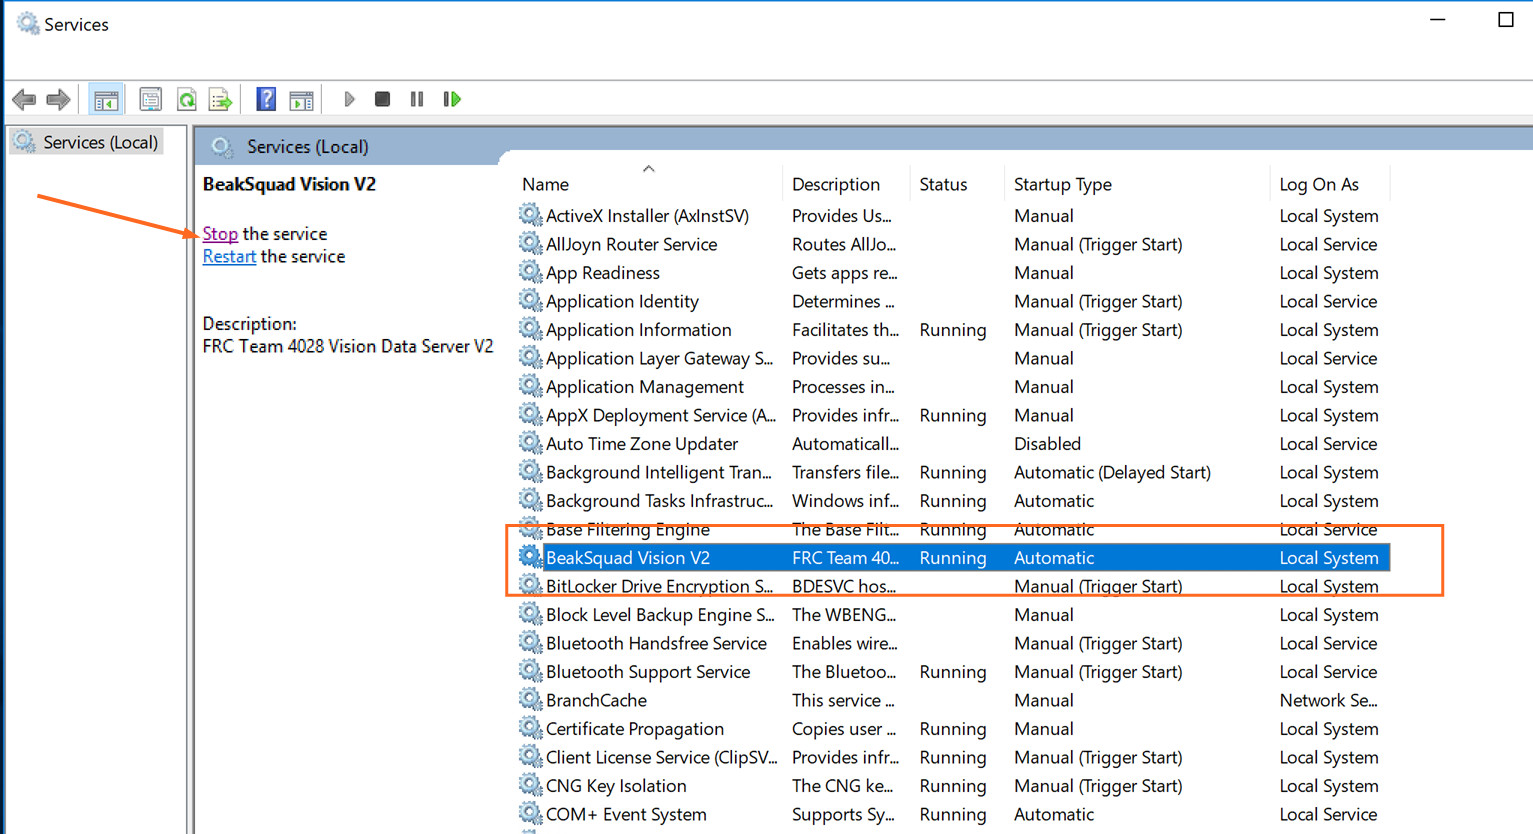 Services
Services (Local)
Services (Local)
BeakSquad Vision V2
Stop the service
Restart the service
Description:
FRC Team 4028 Vision Data Server V2
Name Description Status Startup Type Log On As
ActiveX Installer (AxInstSV) Provides Us... Manual Local System
AllJoyn Router Service Routes AllJo... Manual (Trigger Start) Local Service
App Readiness Gets apps re... Manual Local System
Application Identity Determines ... Manual (Trigger Start) Local Service
Application Information Facilitates th... Running Manual (Trigger Start) Local System
Application Layer Gateway S... Provides su... Manual Local Service
Application Management Processes in... Manual Local System
AppX Deployment Service (A... Provides infr... Running Manual Local System
Auto Time Zone Updater Automaticall... Disabled Local Service
Background Intelligent Tran... Transfers file... Running Automatic (Delayed Start) Local System
Background Tasks Infrastruc... Windows inf... Running Automatic Local System
Base Filtering Engine The Base Filt... Running Automatic Local Service
BeakSquad Vision V2 FRC Team 40... Running Automatic Local System
BitLocker Drive Encryption S... BDESVC hos... Manual (Trigger Start) Local System
Block Level Backup Engine S... The WBENG... Manual Local System
Bluetooth Handsfree Service Enables wire... Manual (Trigger Start) Local Service
Bluetooth Support Service The Bluetoo... Running Manual (Trigger Start) Local Service
BranchCache This service ... Manual Network Se...
Certificate Propagation Copies user ... Running Manual Local System
Client License Service (ClipSV... Provides infr... Running Manual (Trigger Start) Local System
CNG Key Isolation The CNG ke... Running Manual (Trigger Start) Local System
COM+ Event System Supports Sy... Running Automatic Local Service